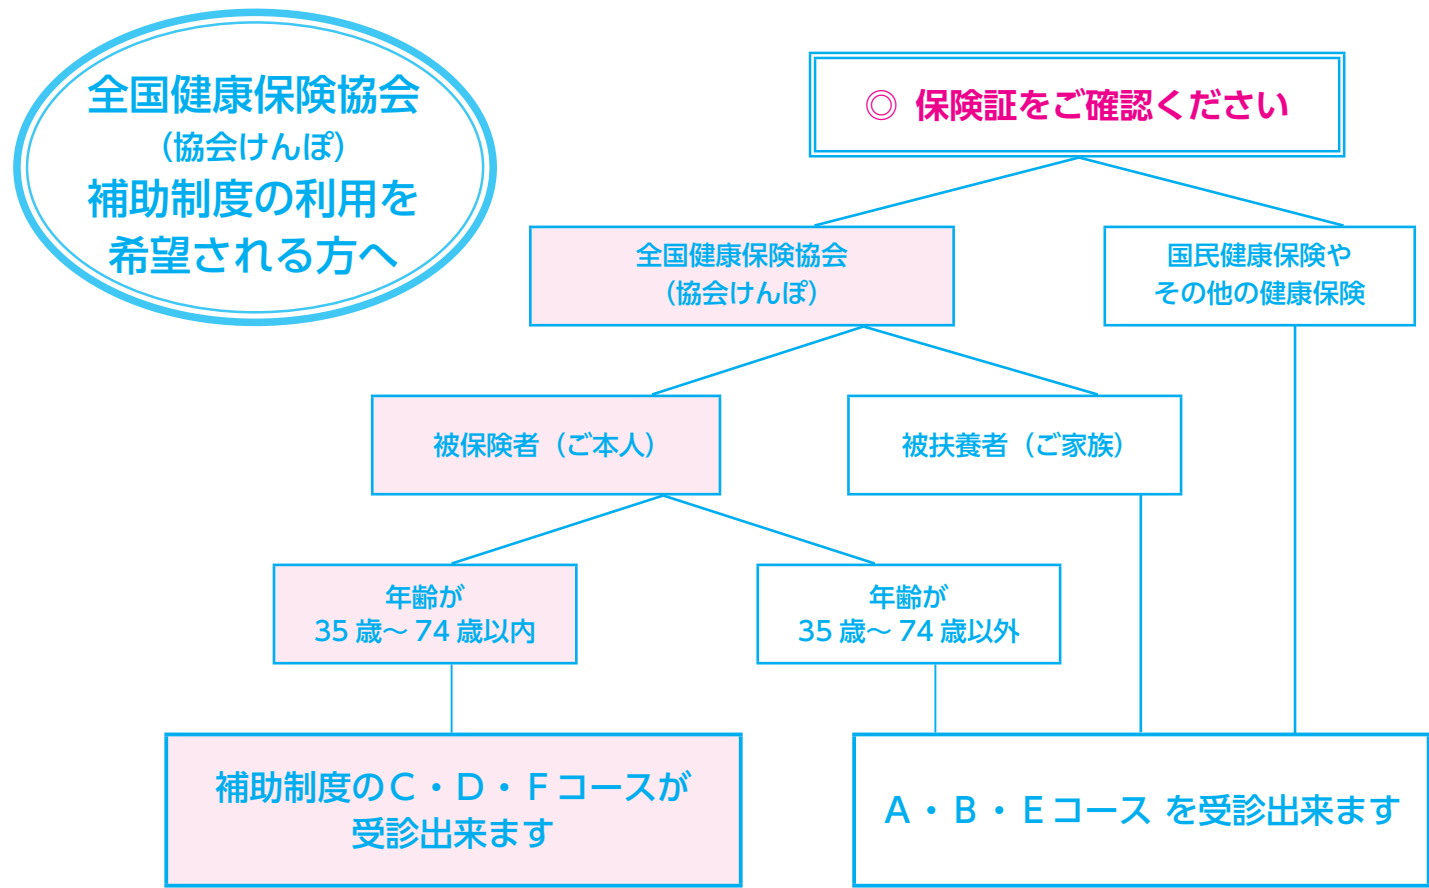 全国健康保険協会
（協会けんぽ）
補助制度の利用を
希望される方へ
◎ 保険証をご確認ください
全国健康保険協会
（協会けんぽ）
国民健康保険や
その他の健康保険
被保険者（ご本人）
被扶養者（ご家族）
年齢が
35 歳～ 74 歳以内
年齢が
35 歳～ 74 歳以外
補助制度のＣ・Ｄ・Ｆコースが
受診出来ます
Ａ・Ｂ・Ｅコース を受診出来ます